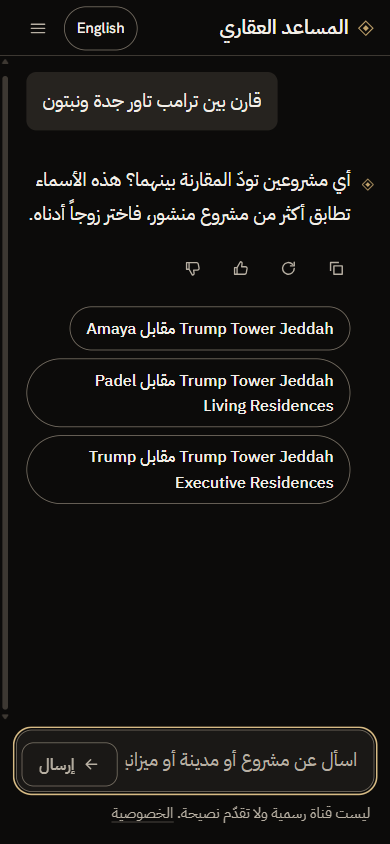 المساعد العقاري
English
قارن بين ترامب تاور جدة ونبتون
أي مشروعين تودّ المقارنة بينهما؟ هذه الأسماء
تطابق أكثر من مشروع منشور، فاختر زوجاً أدناه.
Trump Tower Jeddah مقابل Amaya
Trump Tower Jeddah مقابل Padel
Living Residences
Trump Tower Jeddah مقابل Trump
Executive Residences
اسأل عن مشروع أو مدينة أو ميزاني
إرسال ←
ليست قناة رسمية ولا تقدّم نصيحة. الخصوصية